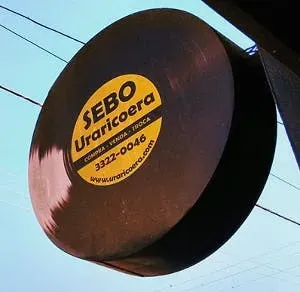 SEBO
Uraricoera
COMPRA - VENDA - TROCA
3322-0046
www.uraricoera.com